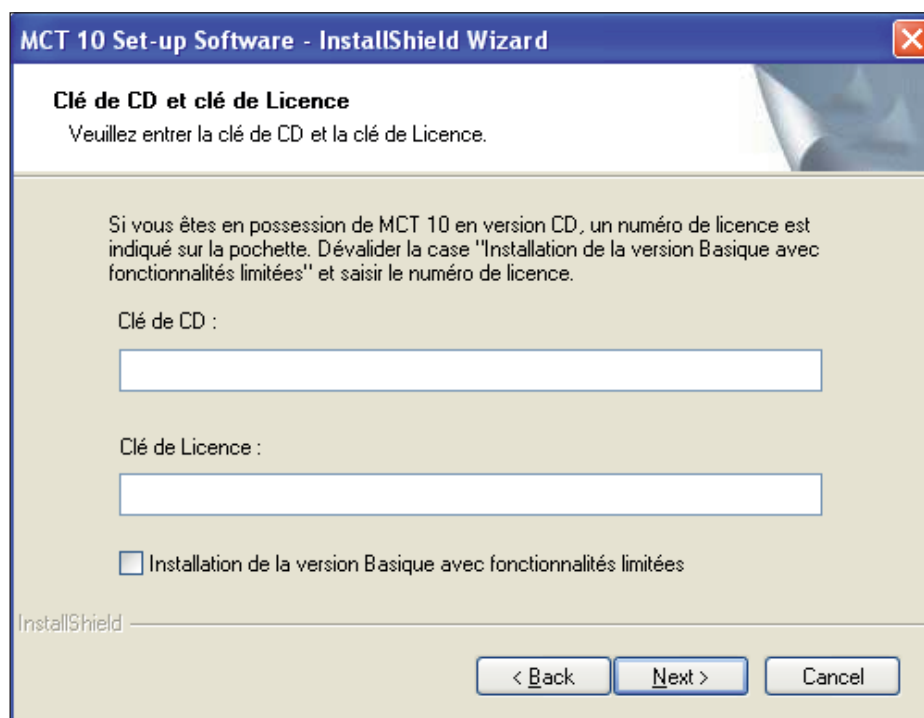 MCT 10 Set-up Software - InstallShield Wizard
Clé de CD et clé de Licence
Veuillez entrer la clé de CD et la clé de Licence.
Si vous êtes en possession de MCT 10 en version CD, un numéro de licence est
indiqué sur la pochette. Dévalider la case "Installation de la version Basique avec
fonctionnalités limitées" et saisir le numéro de licence.
Clé de CD :
Clé de Licence :
Installation de la version Basique avec fonctionnalités limitées
InstallShield
< Back
Next >
Cancel